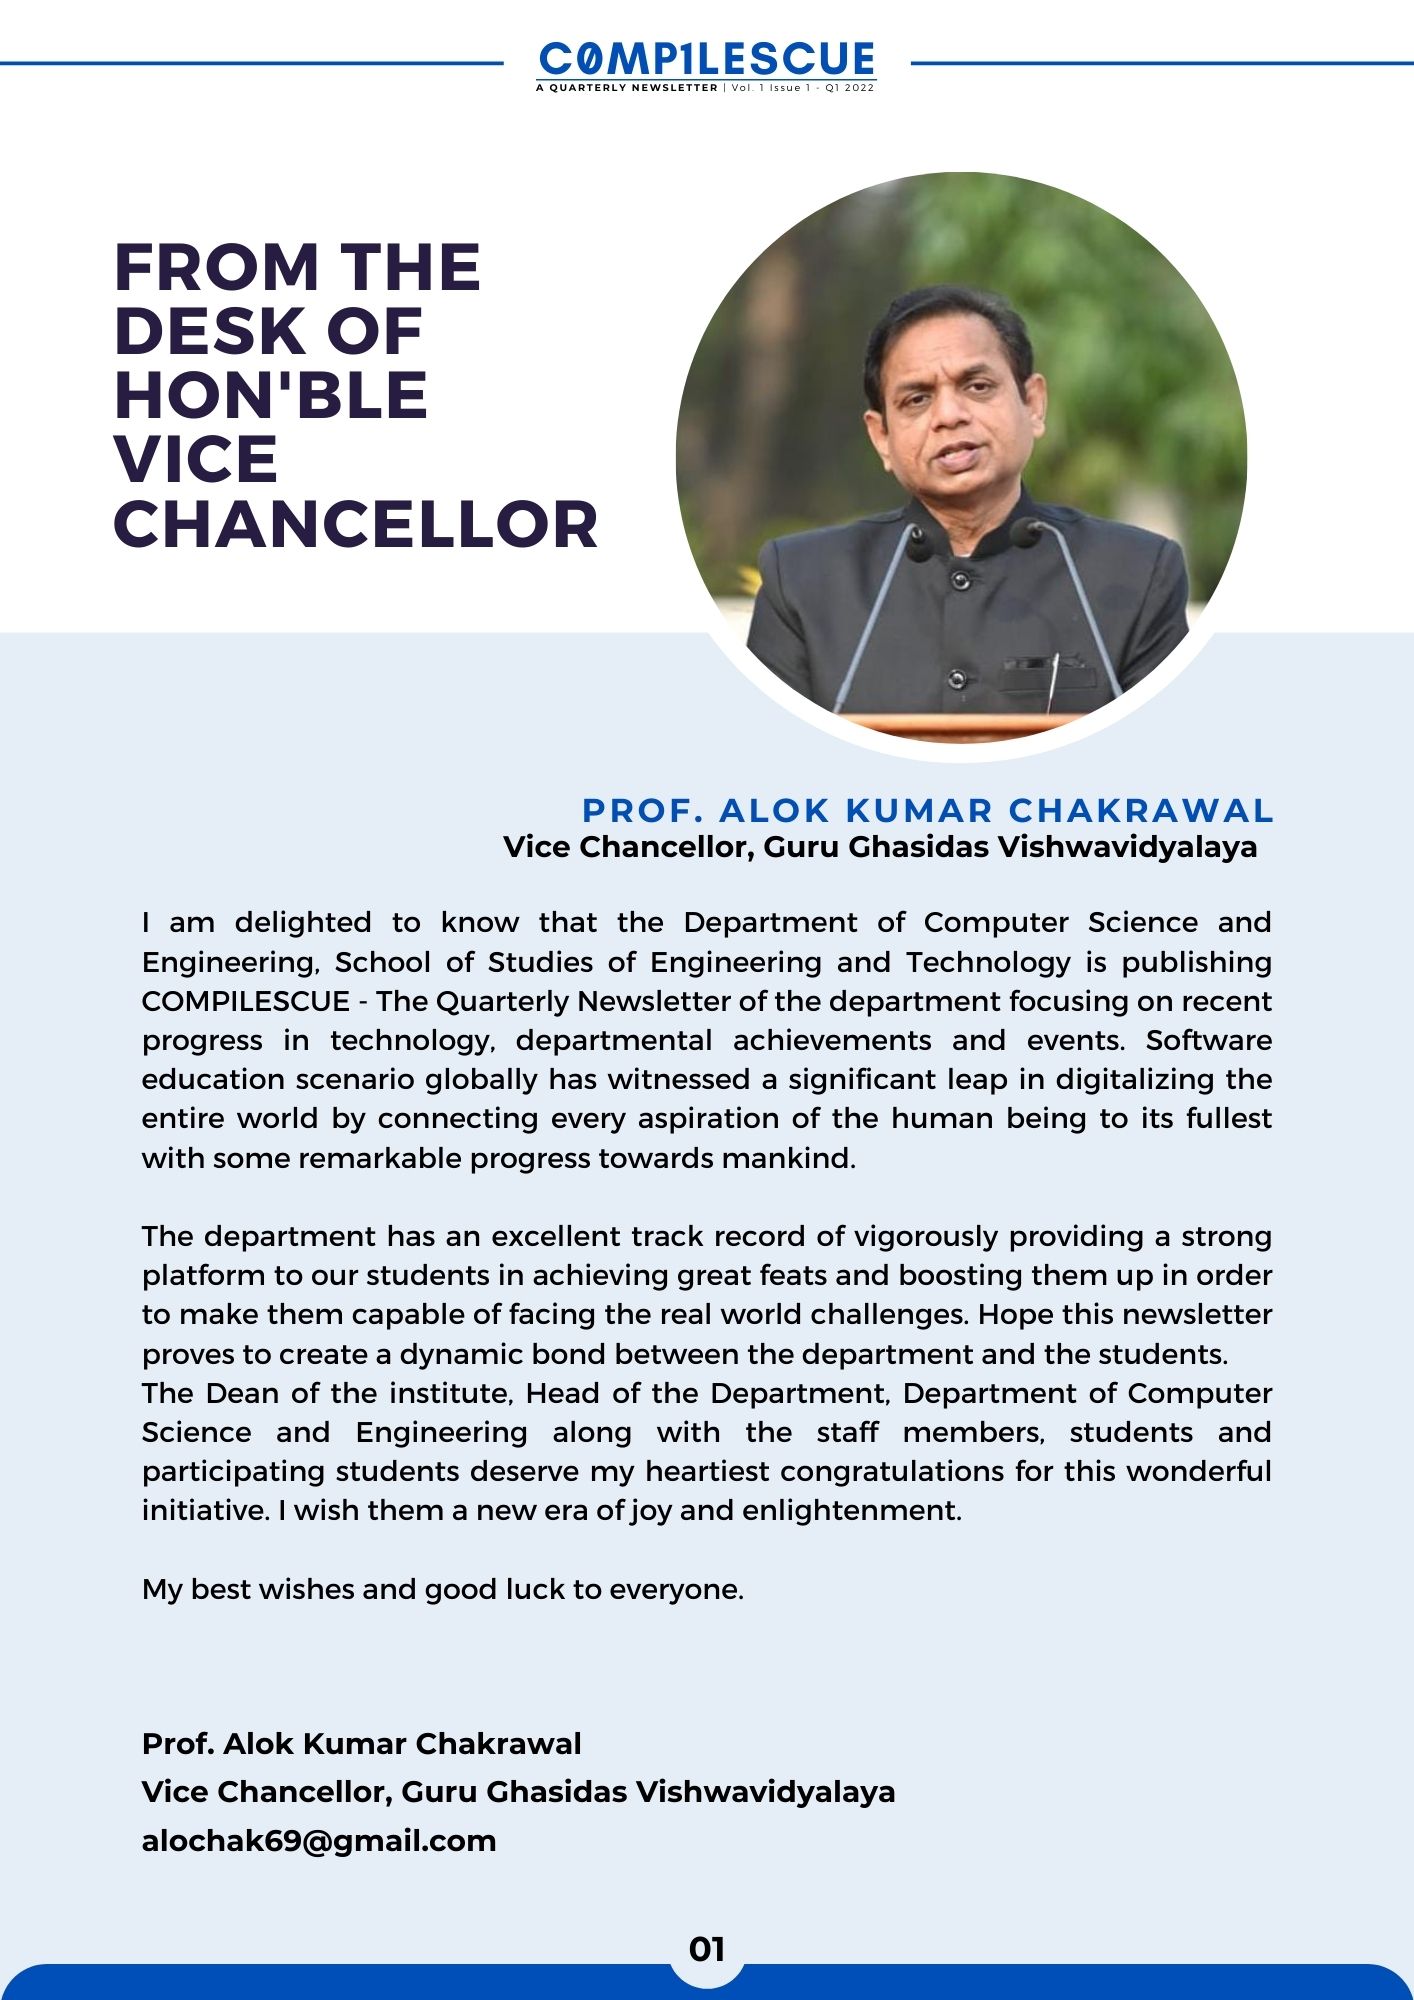 C0MP1LESCUE
A QUARTERLY NEWSLETTER | Vol. 1 Issue 1 - Q1 2022
FROM THE
DESK OF
HON'BLE
VICE
CHANCELLOR
PROF. ALOK KUMAR CHAKRAWAL
Vice Chancellor, Guru Ghasidas Vishwavidyalaya
I am delighted to know that the Department of Computer Science and
Engineering, School of Studies of Engineering and Technology is publishing
COMPILESCUE - The Quarterly Newsletter of the department focusing on recent
progress in technology, departmental achievements and events. Software
education scenario globally has witnessed a significant leap in digitalizing the
entire world by connecting every aspiration of the human being to its fullest
with some remarkable progress towards mankind.
The department has an excellent track record of vigorously providing a strong
platform to our students in achieving great feats and boosting them up in order
to make them capable of facing the real world challenges. Hope this newsletter
proves to create a dynamic bond between the department and the students.
The Dean of the institute, Head of the Department, Department of Computer
Science and Engineering along with the staff members, students and
participating students deserve my heartiest congratulations for this wonderful
initiative. I wish them a new era of joy and enlightenment.
My best wishes and good luck to everyone.
Prof. Alok Kumar Chakrawal
Vice Chancellor, Guru Ghasidas Vishwavidyalaya
alochak69@gmail.com
01